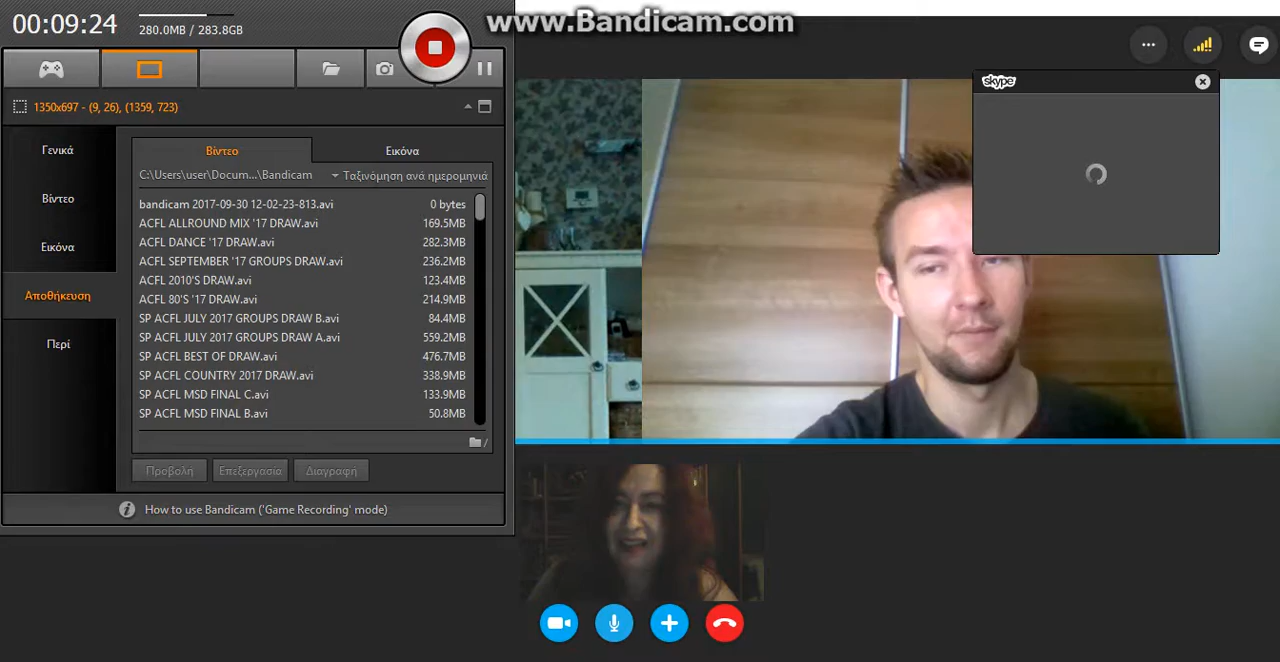 www.Bandicam.com
00:09:24
280.0MB / 283.8GB
1350x697 - (9, 26), (1359, 723)
skype
Γενικά
Βίντεο
Εικόνα
Αποθήκευση
Περί
Βίντεο
Εικόνα
C:\Users\user\Docum...\Bandicam
Ταξινόμηση ανά ημερομηνιά
bandicam 2017-09-30 12-02-23-813.avi 0 bytes
ACFL ALLROUND MIX '17 DRAW.avi 169.5MB
ACFL DANCE '17 DRAW.avi 282.3MB
ACFL SEPTEMBER '17 GROUPS DRAW.avi 236.2MB
ACFL 2010'S DRAW.avi 123.4MB
ACFL 80'S '17 DRAW.avi 214.9MB
SP ACFL JULY 2017 GROUPS DRAW B.avi 84.4MB
SP ACFL JULY 2017 GROUPS DRAW A.avi 559.2MB
SP ACFL BEST OF DRAW.avi 476.7MB
SP ACFL COUNTRY 2017 DRAW.avi 338.9MB
SP ACFL MSD FINAL C.avi 133.9MB
SP ACFL MSD FINAL B.avi 50.8MB
Προβολή
Επεξεργασία
Διαγραφή
How to use Bandicam ('Game Recording' mode)